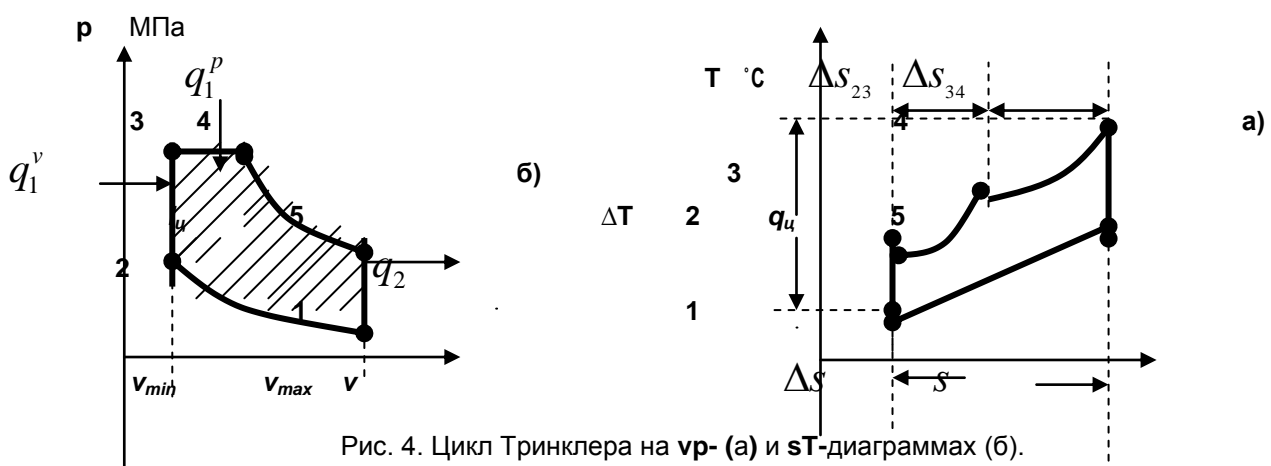 p МПа
q₁ᵖ
T ˚C Δs₂₃ Δs₃₄
3 4 4 а)
q₁ᵛ б) 3
ц 5 ΔT 2 qц 5
2 q₂
1 1
vmin vmax v Δs s
Рис. 4. Цикл Тринклера на vp- (а) и sT-диаграммах (б).